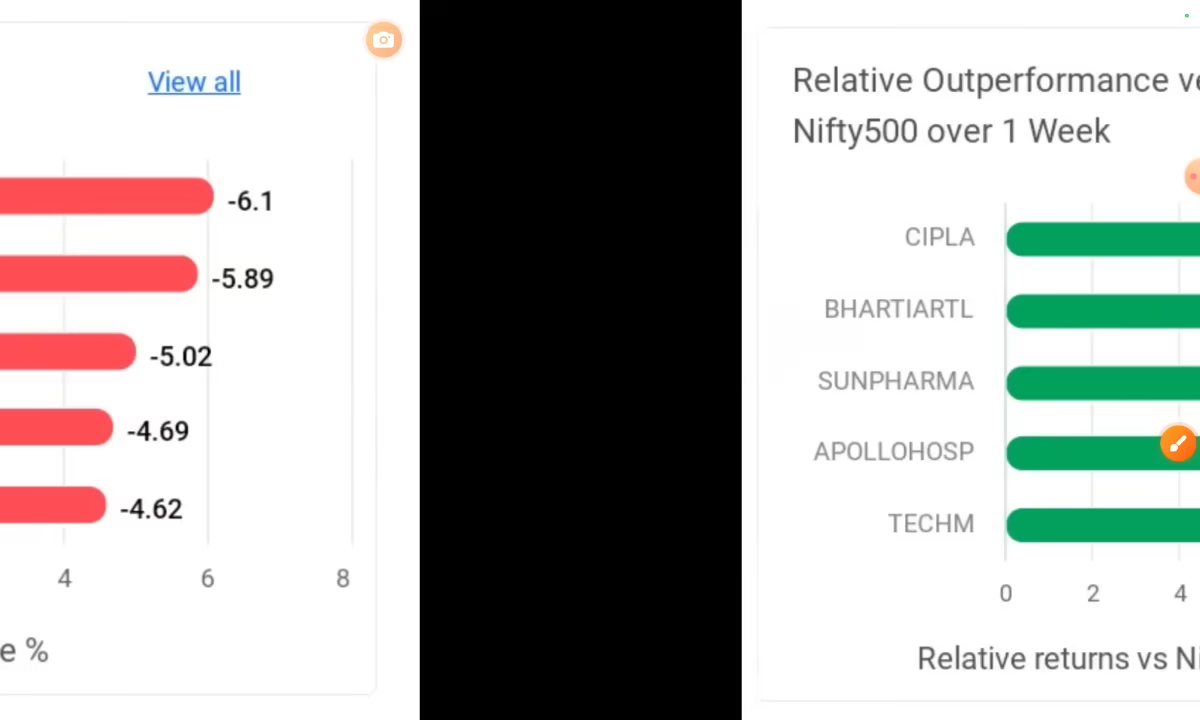 View all
-6.1
-5.89
-5.02
-4.69
-4.62
4 6 8
e %
Relative Outperformance ve
Nifty500 over 1 Week
CIPLA
BHARTIARTL
SUNPHARMA
APOLLOHOSP
TECHM
0 2 4
Relative returns vs Ni